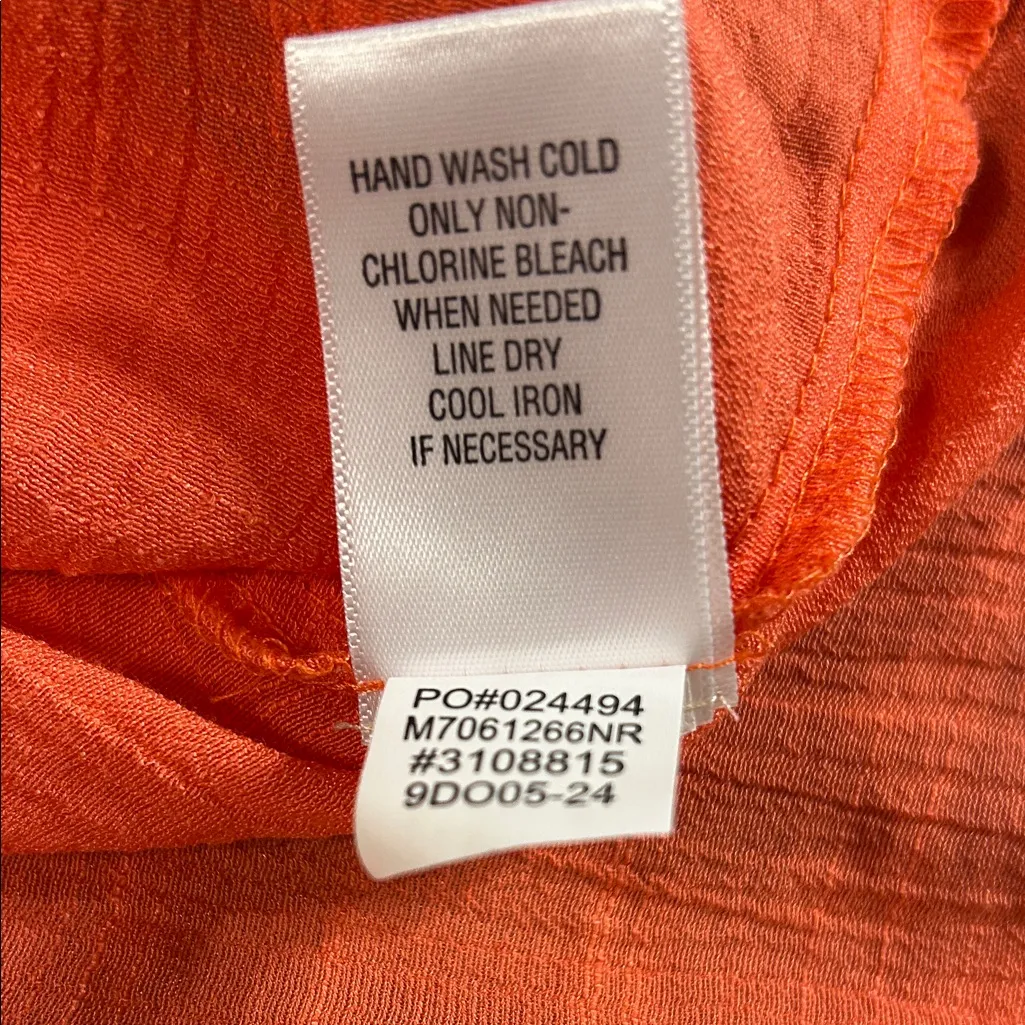 HAND WASH COLD
ONLY NON-
CHLORINE BLEACH
WHEN NEEDED
LINE DRY
COOL IRON
IF NECESSARY
PO#024494
M7061266NR
#3108815
9DO05-24